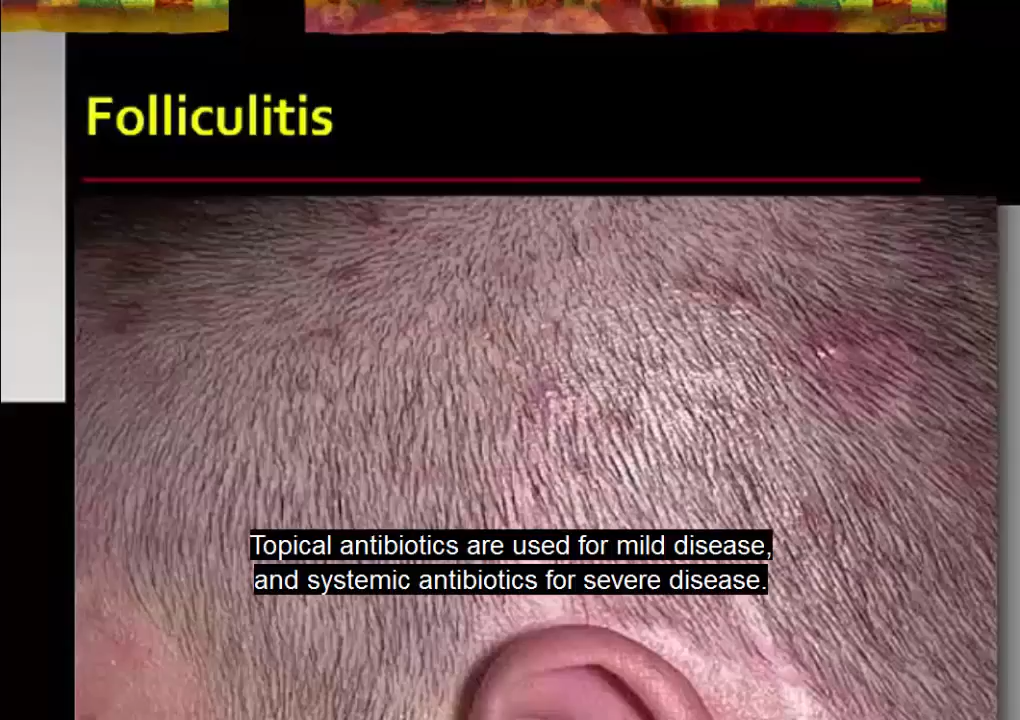 Folliculitis
Topical antibiotics are used for mild disease,
and systemic antibiotics for severe disease.